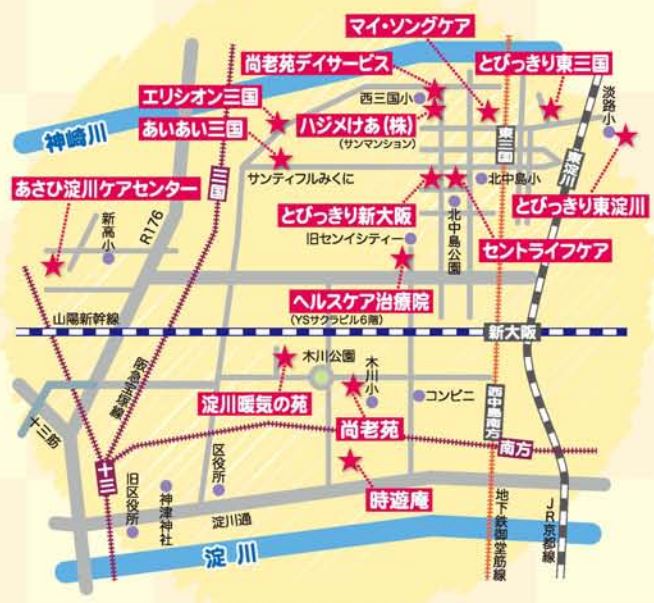 マイ・ソングケア
尚老苑デイサービス
とびっきり東三国
エリシオン三国
西三国小
淡路小
あいあい三国
ハジメけあ(株)
(サンマンション)
神崎川
東三国
東淀川
三国
あさひ淀川ケアセンター
サンティフルみくに
北中島小
とびっきり東淀川
新高小
R176
とびっきり新大阪
北中島公園
セントライフケア
旧センイシティー
ヘルスケア治療院
(YSサクラビル6階)
山陽新幹線
新大阪
阪急宝塚線
木川公園
木川小
コンビニ
淀川暖気の苑
西中島南方
十三筋
尚老苑
南方
十三
区役所
時遊庵
旧区役所
神津神社
淀川通
地下鉄御堂筋線
JR京都線
淀川